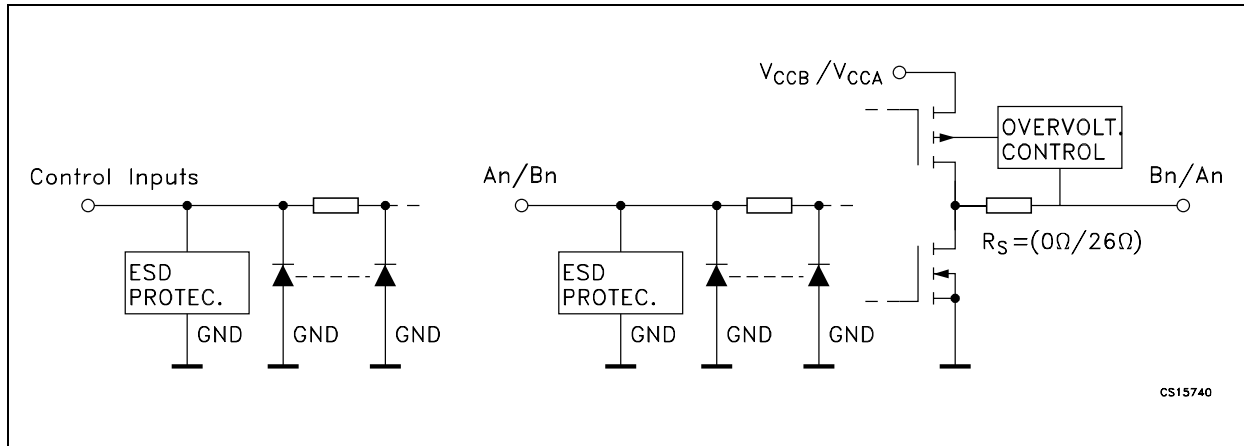 V_CCB/V_CCA
OVERVOLT.
CONTROL
Control Inputs
An/Bn
Bn/An
R_S=(0Ω/26Ω)
ESD
PROTEC.
GND
GND
GND
ESD
PROTEC.
GND
GND
GND
CS15740